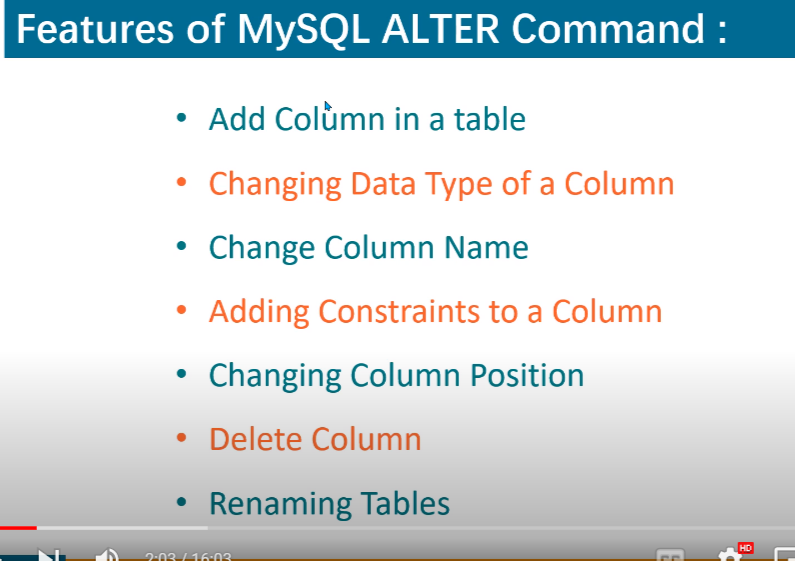 Features of MySQL ALTER Command :
• Add Column in a table
• Changing Data Type of a Column
• Change Column Name
• Adding Constraints to a Column
• Changing Column Position
• Delete Column
• Renaming Tables
2:03 / 16:03
CC
HD